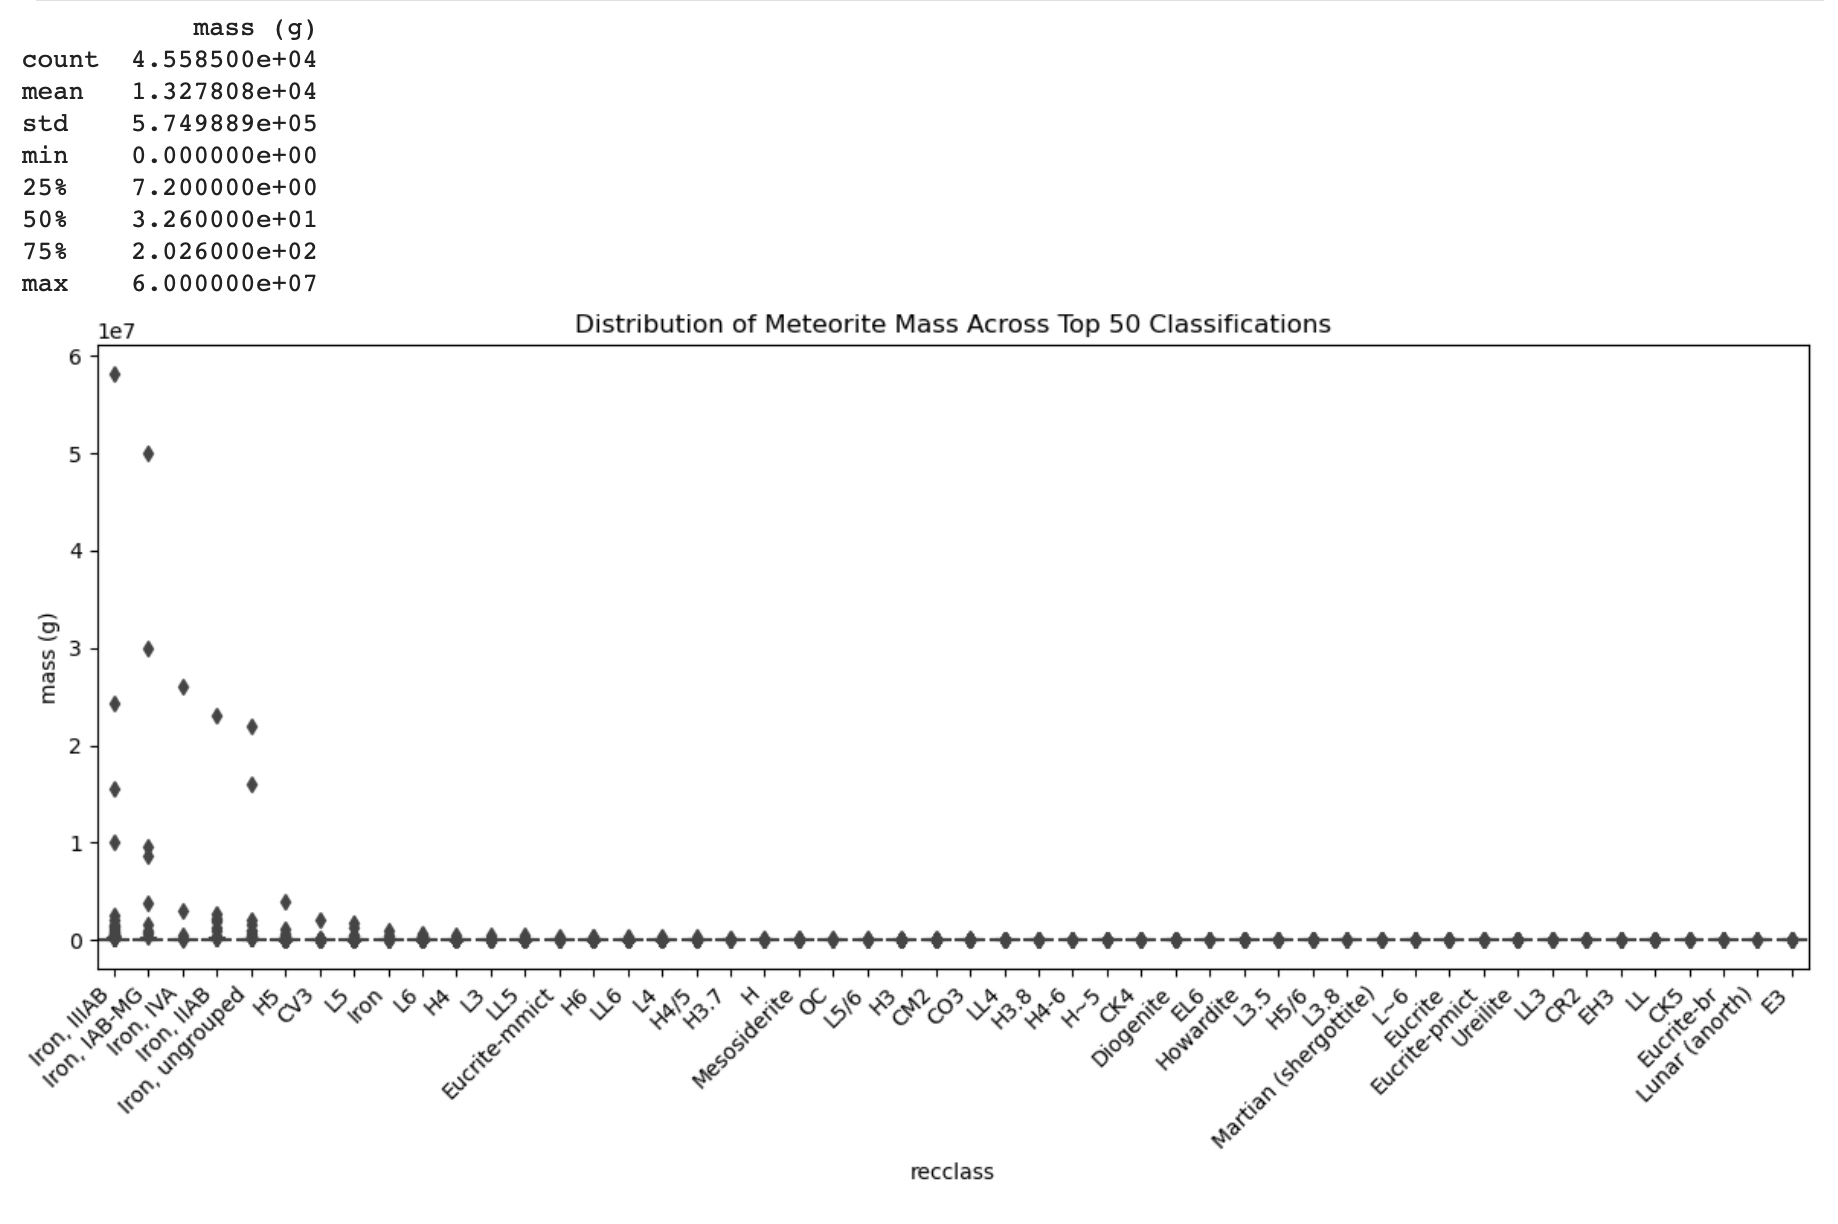 mass (g)
count 4.558500e+04
mean 1.327808e+04
std 5.749889e+05
min 0.000000e+00
25% 7.200000e+00
50% 3.260000e+01
75% 2.026000e+02
max 6.000000e+07
Distribution of Meteorite Mass Across Top 50 Classifications
1e7
6
5
4
3
2
1
0
mass (g)
Iron, IIIAB
Iron, IAB-MG
Iron, IVA
Iron, IIAB
Iron, ungrouped
H5
CV3
L5
Iron
L6
H4
L3
LL5
Eucrite-mmict
H6
LL6
L4
H4/5
H3.7
H
Mesosiderite
OC
L5/6
H3
CM2
CO3
LL4
H3.8
H4-6
H~5
CK4
Diogenite
EL6
Howardite
L3.5
H5/6
L3.8
Martian (shergottite)
L~6
Eucrite
Eucrite-pmict
Ureilite
LL3
CR2
EH3
LL
CK5
Eucrite-br
Lunar (anorth)
E3
recclass